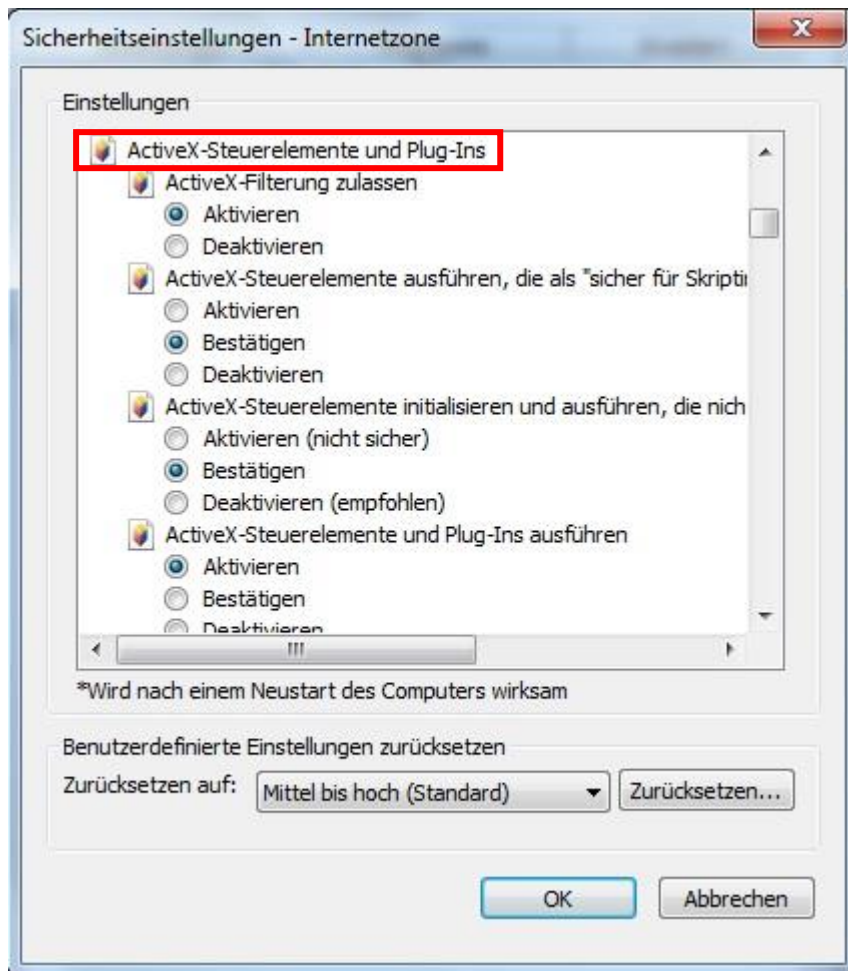 Sicherheitseinstellungen - Internetzone
Einstellungen
ActiveX-Steuerelemente und Plug-Ins
ActiveX-Filterung zulassen
Aktivieren
Deaktivieren
ActiveX-Steuerelemente ausführen, die als "sicher für Skripti
Aktivieren
Bestätigen
Deaktivieren
ActiveX-Steuerelemente initialisieren und ausführen, die nich
Aktivieren (nicht sicher)
Bestätigen
Deaktivieren (empfohlen)
ActiveX-Steuerelemente und Plug-Ins ausführen
Aktivieren
Bestätigen
Deaktivieren
*Wird nach einem Neustart des Computers wirksam
Benutzerdefinierte Einstellungen zurücksetzen
Zurücksetzen auf: Mittel bis hoch (Standard) Zurücksetzen...
OK Abbrechen